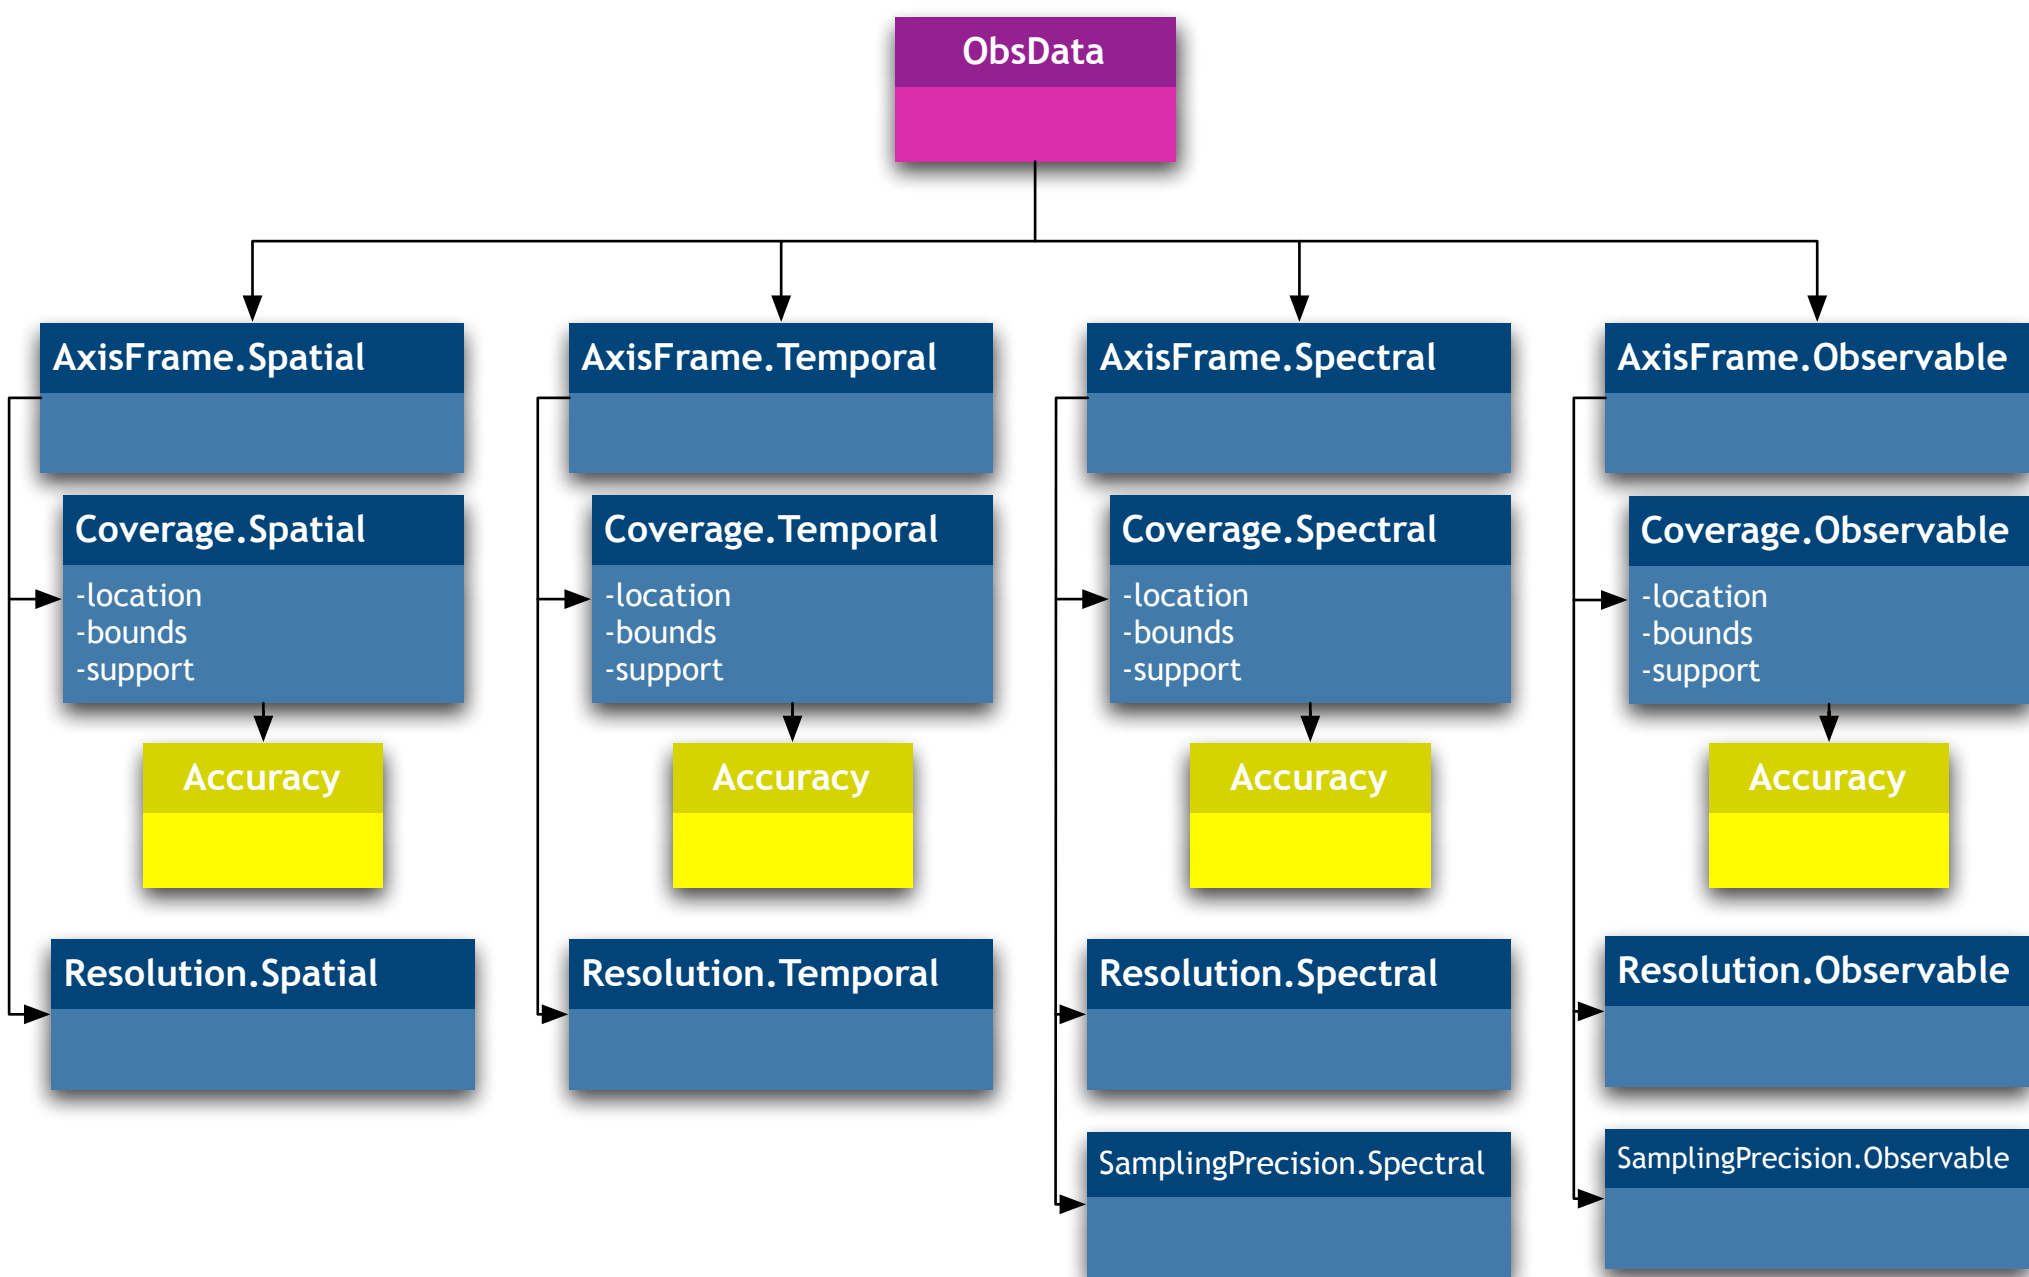 ObsData
AxisFrame.Spatial
AxisFrame.Temporal
AxisFrame.Spectral
AxisFrame.Observable
Coverage.Spatial
-location
-bounds
-support
Coverage.Temporal
-location
-bounds
-support
Coverage.Spectral
-location
-bounds
-support
Coverage.Observable
-location
-bounds
-support
Accuracy
Accuracy
Accuracy
Accuracy
Resolution.Spatial
Resolution.Temporal
Resolution.Spectral
Resolution.Observable
SamplingPrecision.Spectral
SamplingPrecision.Observable